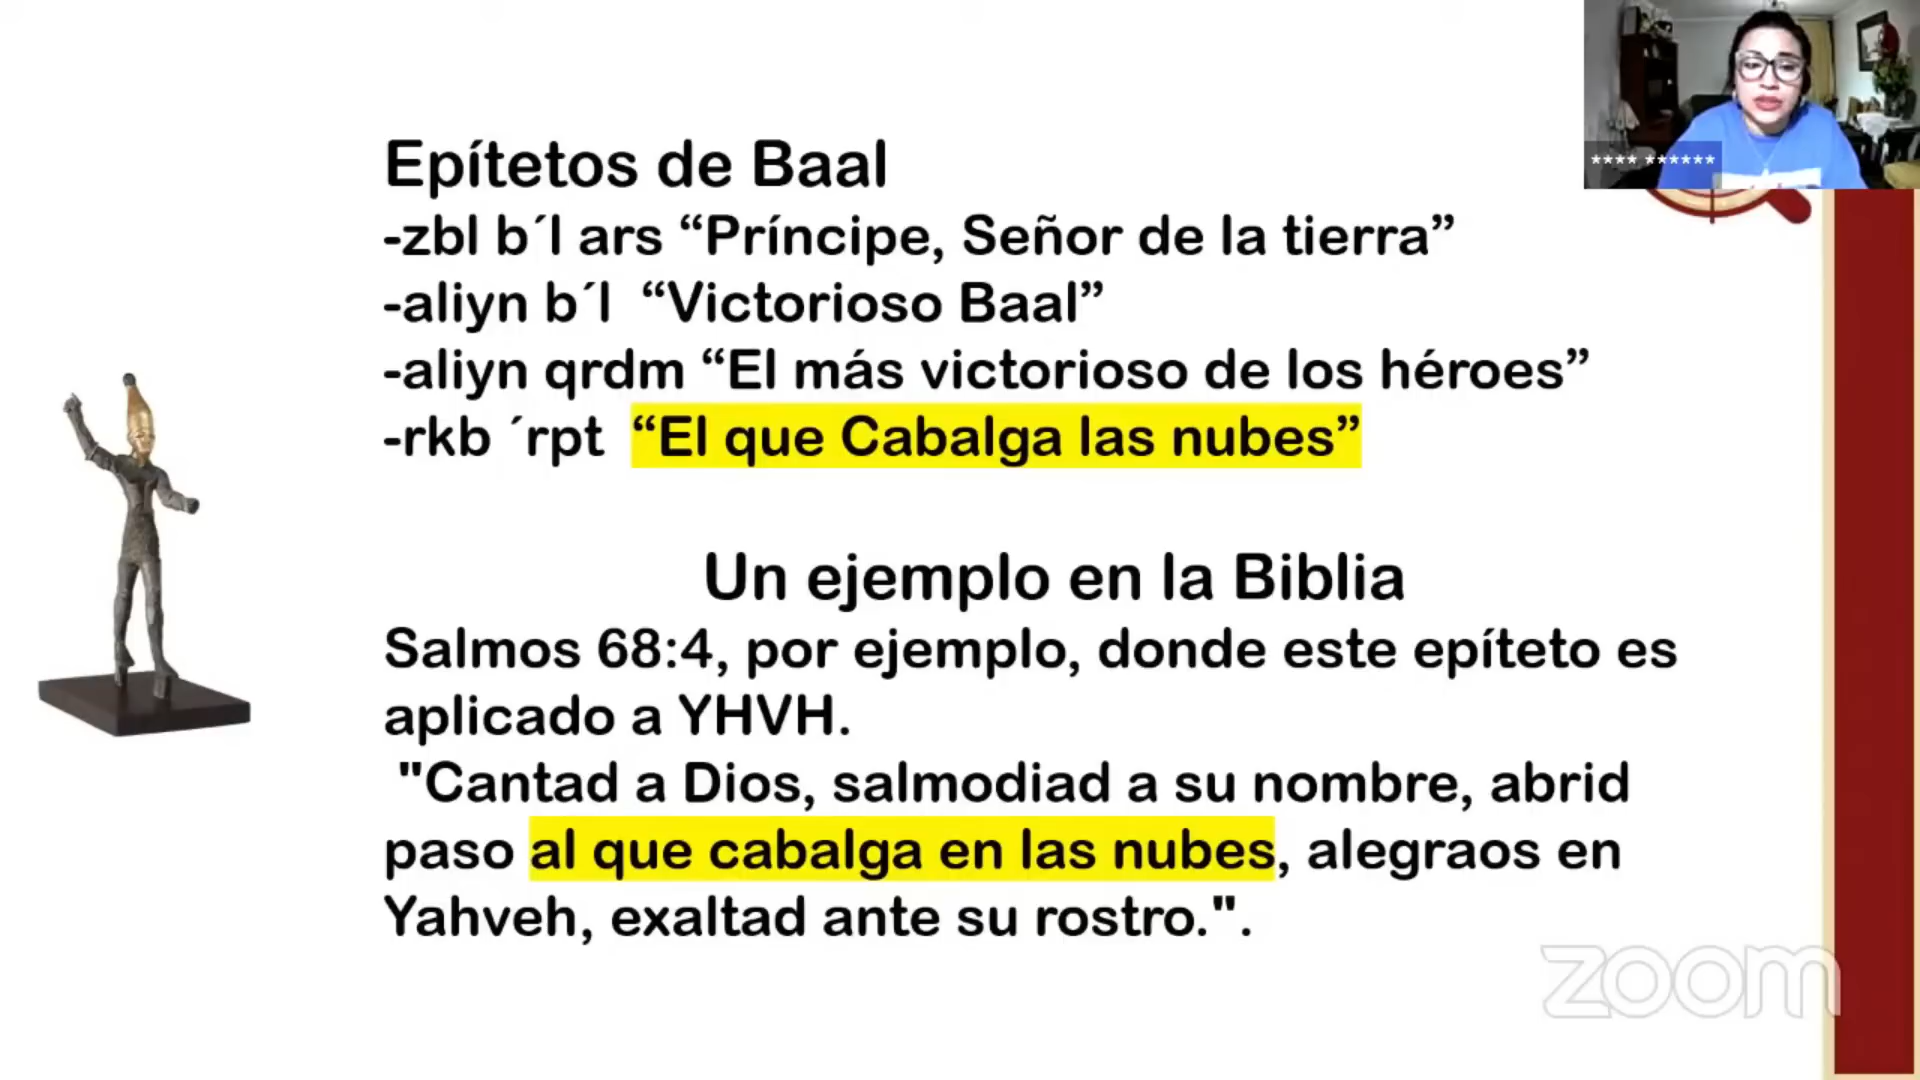 **** ******
Epítetos de Baal
-zbl b´l ars “Príncipe, Señor de la tierra”
-aliyn b´l “Victorioso Baal”
-aliyn qrdm “El más victorioso de los héroes”
-rkb ´rpt “El que Cabalga las nubes”
Un ejemplo en la Biblia
Salmos 68:4, por ejemplo, donde este epíteto es
aplicado a YHVH.
"Cantad a Dios, salmodiad a su nombre, abrid
paso al que cabalga en las nubes, alegraos en
Yahveh, exaltad ante su rostro.".
zoom